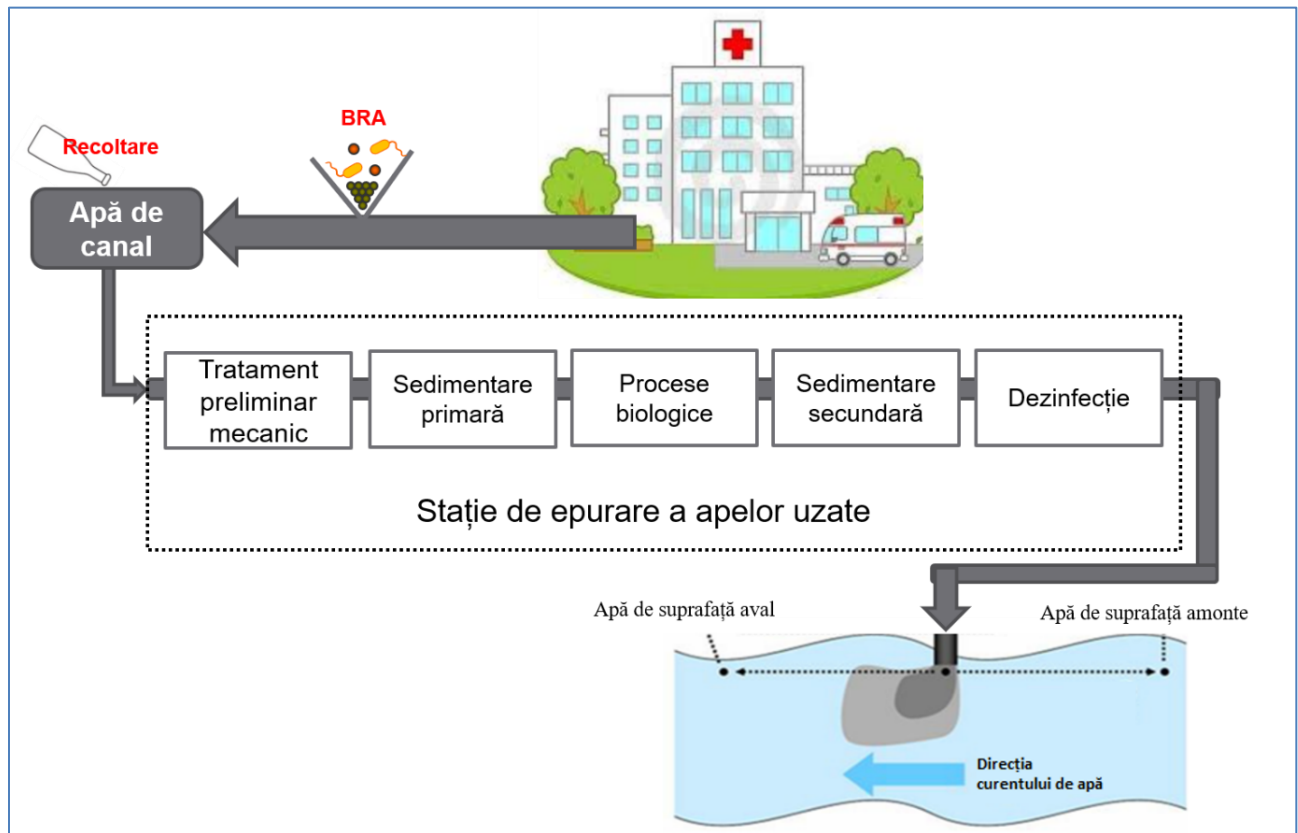 BRA
Recoltare
Apă de
canal
Tratament
preliminar
mecanic
Sedimentare
primară
Procese
biologice
Sedimentare
secundară
Dezinfecție
Stație de epurare a apelor uzate
Apă de suprafață aval
Apă de suprafață amonte
Direcția
curentului de apă